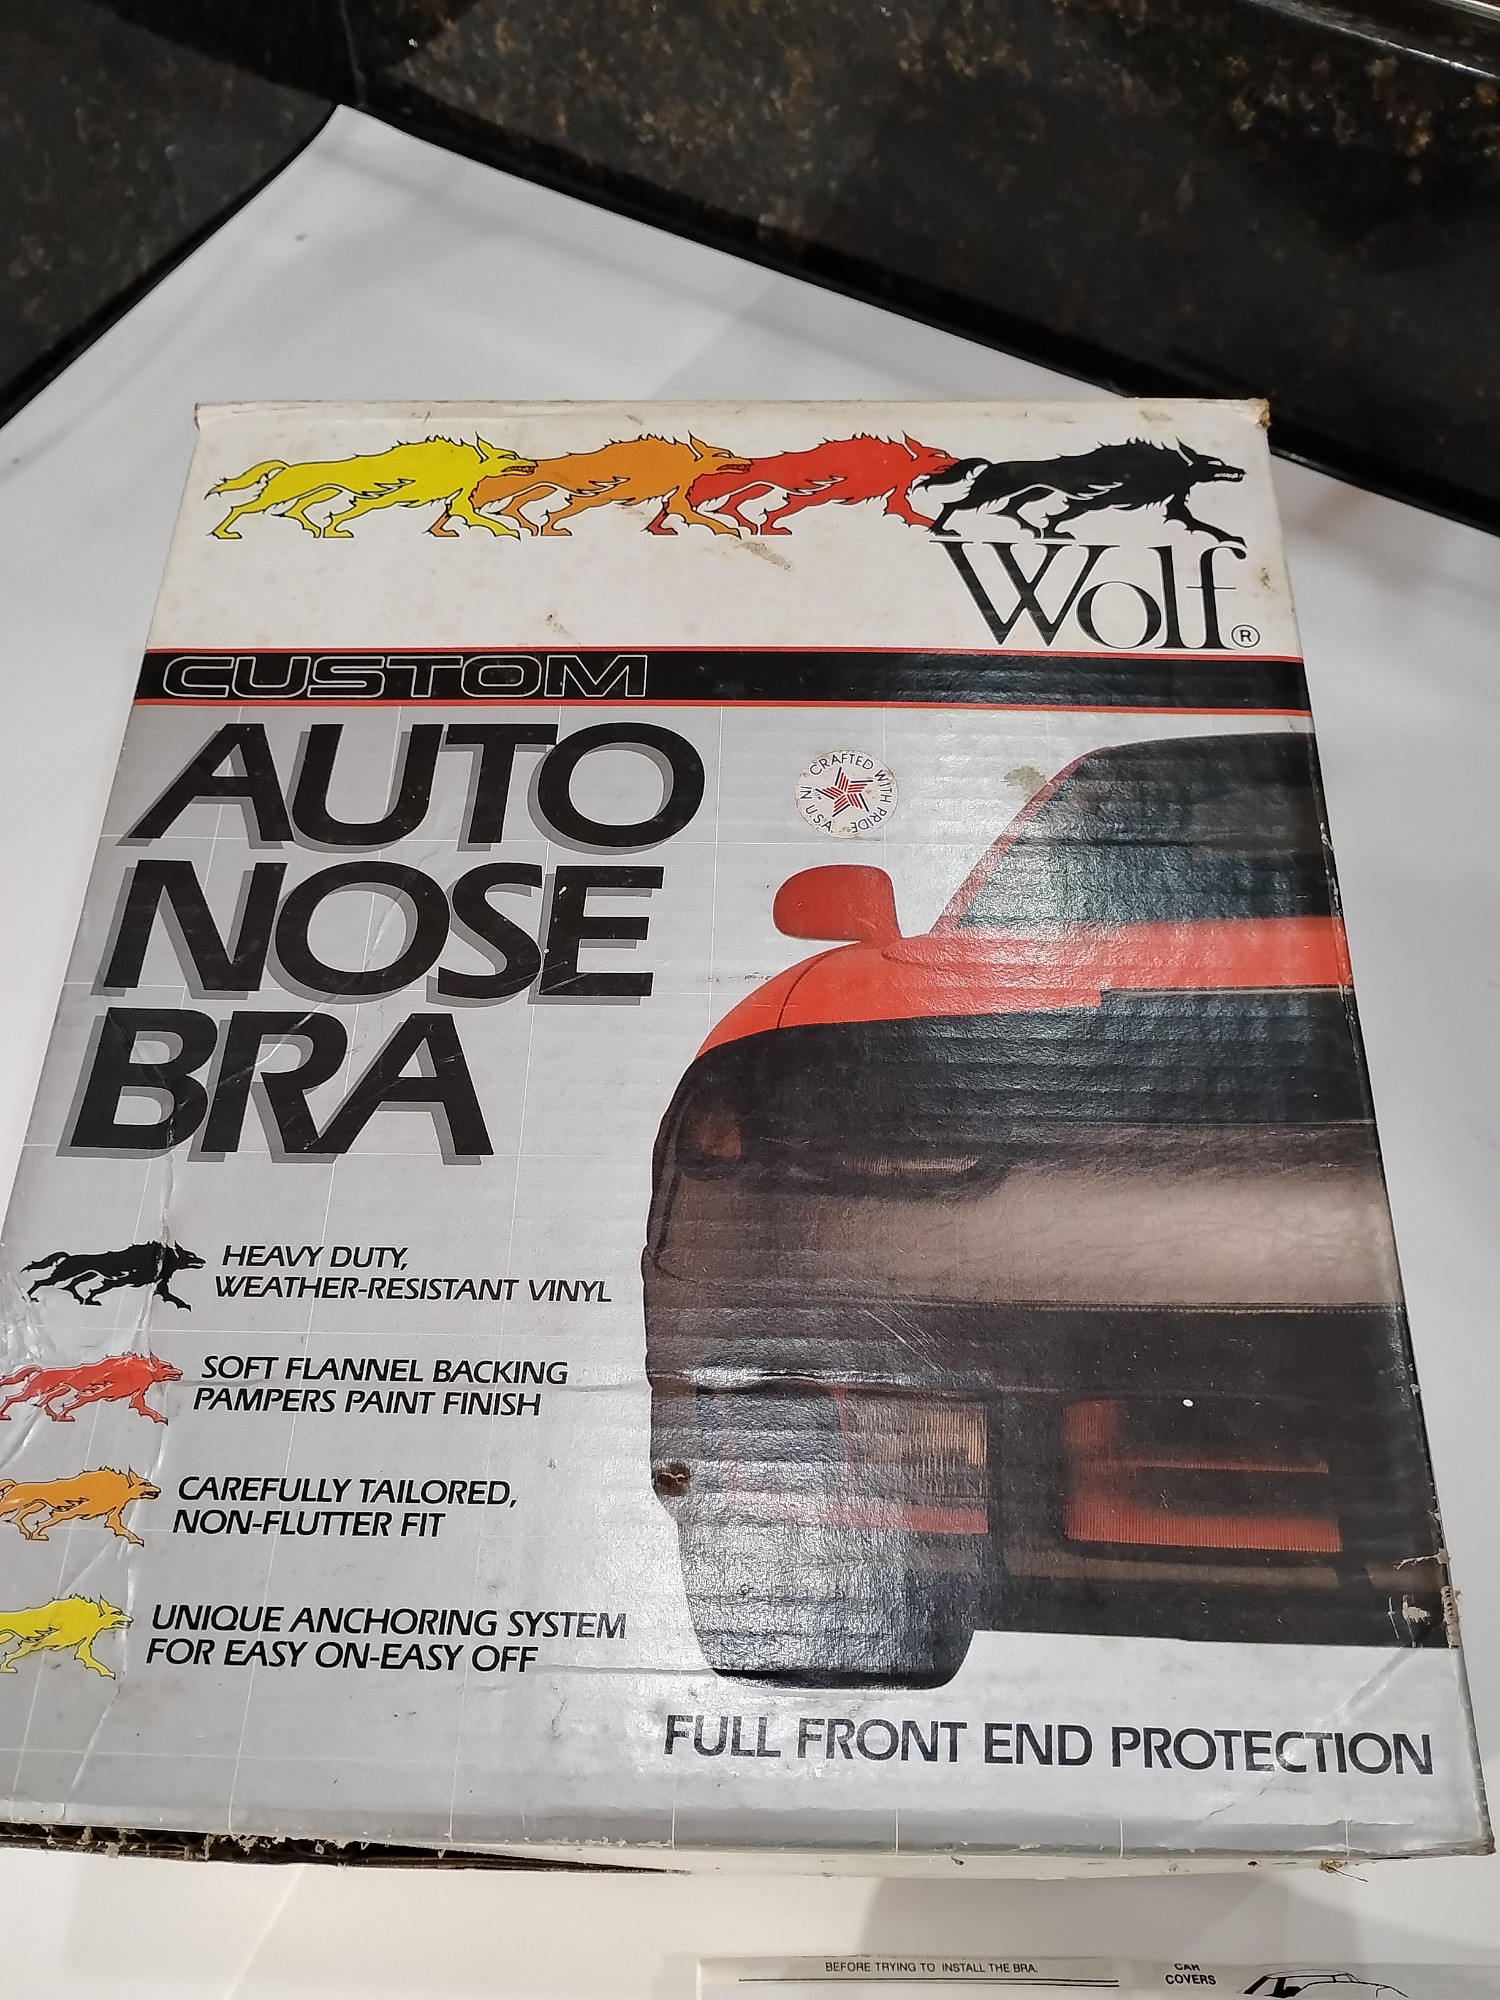 Wolf®
CUSTOM
AUTO
NOSE
BRA
CRAFTED WITH PRIDE IN U.S.A.
HEAVY DUTY,
WEATHER-RESISTANT VINYL
SOFT FLANNEL BACKING
PAMPERS PAINT FINISH
CAREFULLY TAILORED,
NON-FLUTTER FIT
UNIQUE ANCHORING SYSTEM
FOR EASY ON-EASY OFF
FULL FRONT END PROTECTION
BEFORE TRYING TO INSTALL THE BRA.
CAR
COVERS